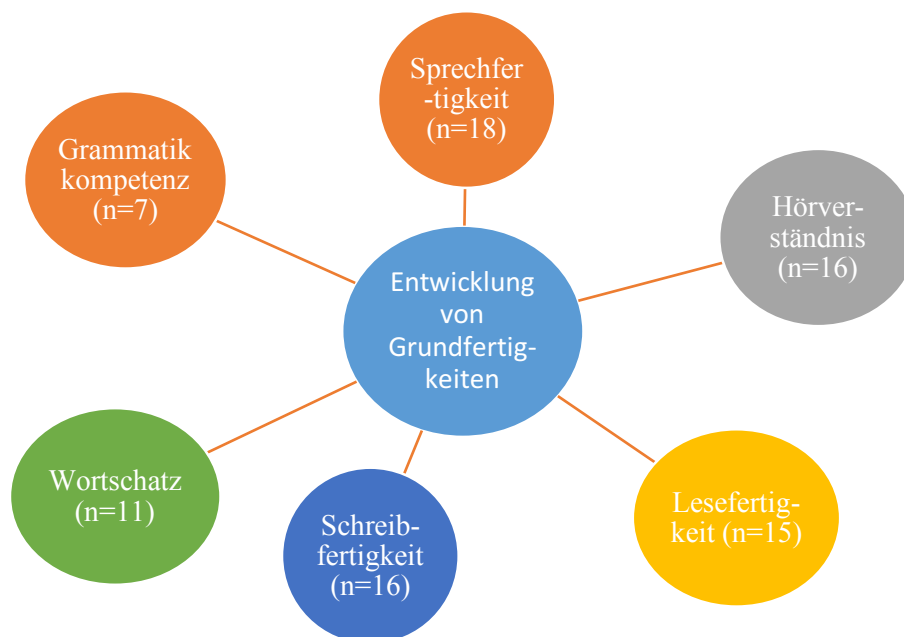 Sprechfer
-tigkeit
(n=18)
Grammatik
kompetenz
(n=7)
Hörver-
ständnis
(n=16)
Entwicklung
von
Grundfertig-
keiten
Wortschatz
(n=11)
Schreib-
fertigkeit
(n=16)
Lesefertig-
keit (n=15)